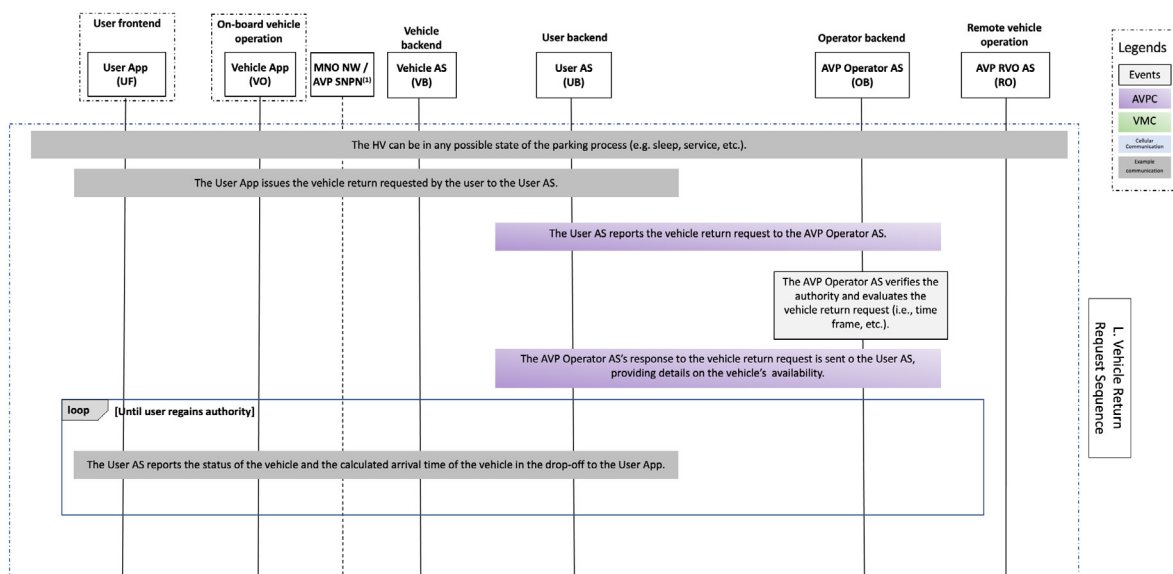 User frontend
On-board vehicle
operation
Vehicle
backend
User backend
Operator backend
Remote vehicle
operation
User App
(UF)
Vehicle App
(VO)
MNO NW /
AVP SNPN(1)
Vehicle AS
(VB)
User AS
(UB)
AVP Operator AS
(OB)
AVP RVO AS
(RO)
Legends
Events
AVPC
VMC
Cellular
Communication
Example
communication
The HV can be in any possible state of the parking process (e.g. sleep, service, etc.).
The User App issues the vehicle return requested by the user to the User AS.
The User AS reports the vehicle return request to the AVP Operator AS.
The AVP Operator AS verifies the
authority and evaluates the
vehicle return request (i.e., time
frame, etc.).
The AVP Operator AS's response to the vehicle return request is sent o the User AS,
providing details on the vehicle's availability.
loop
[Until user regains authority]
The User AS reports the status of the vehicle and the calculated arrival time of the vehicle in the drop-off to the User App.
L. Vehicle Return
Request Sequence